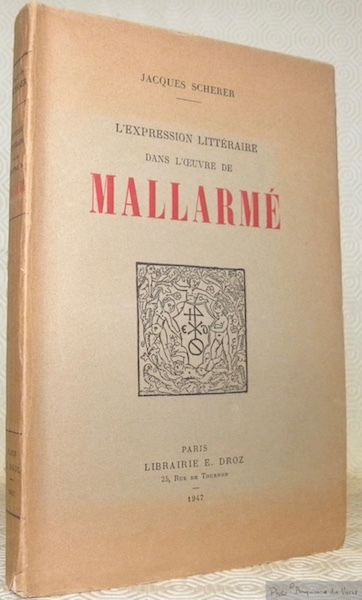 JACQUES SCHERER
L'EXPRESSION LITTÉRAIRE
DANS L'ŒUVRE DE
MALLARMÉ
PARIS
LIBRAIRIE E. DROZ
25, RUE DE TOURNON
1947